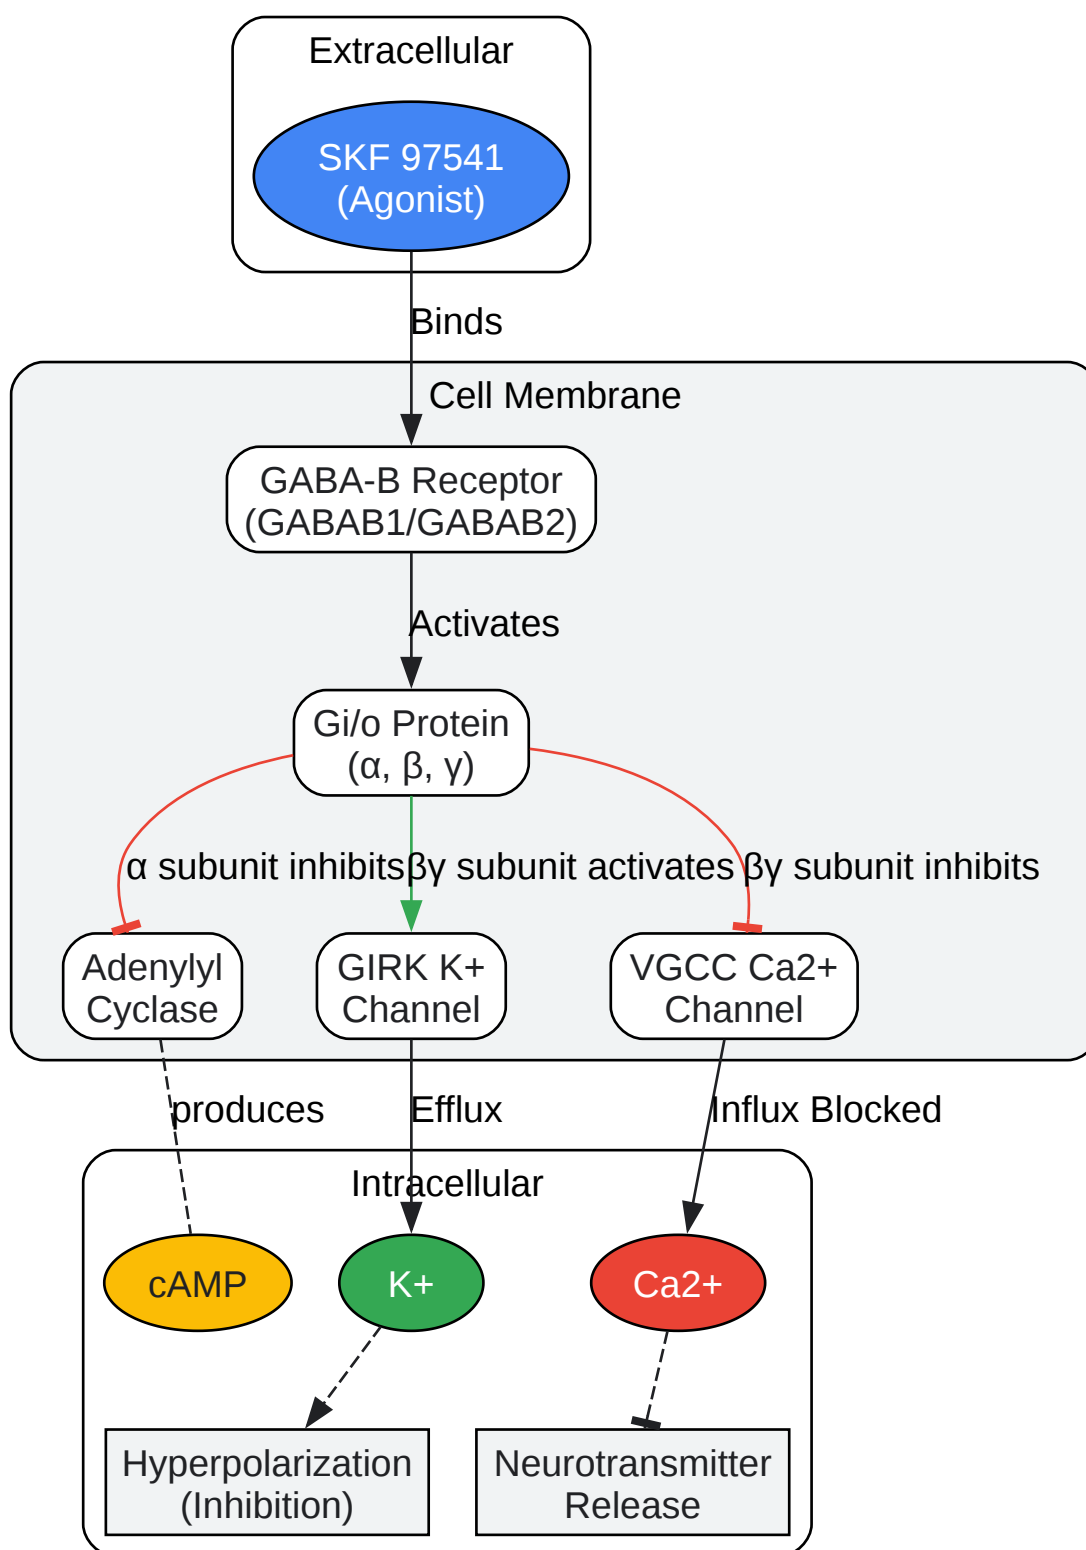 Extracellular
SKF 97541
(Agonist)
Binds
Cell Membrane
GABA-B Receptor
(GABAB1/GABAB2)
Activates
Gi/o Protein
(α, β, γ)
α subunit inhibits
βγ subunit activates
βγ subunit inhibits
Adenylyl
Cyclase
GIRK K+
Channel
VGCC Ca2+
Channel
produces
Efflux
Influx Blocked
Intracellular
cAMP
K+
Ca2+
Hyperpolarization
(Inhibition)
Neurotransmitter
Release